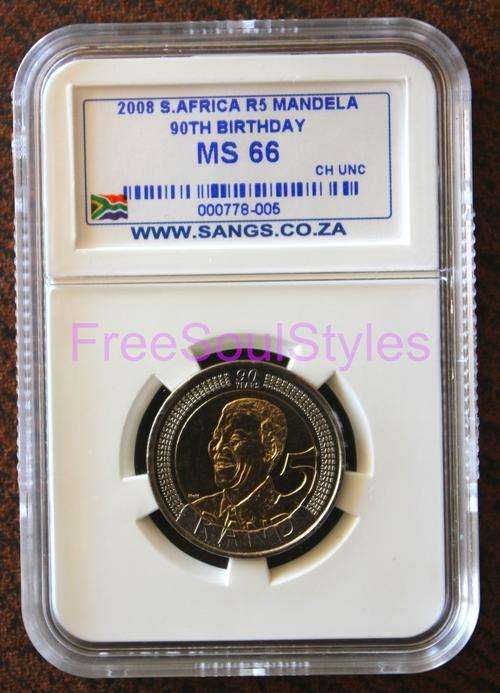 2008 S.AFRICA R5 MANDELA
90TH BIRTHDAY
MS 66
CH UNC
000778-005
WWW.SANGS.CO.ZA
FreeSoulStyles
90
YEARS
5
RAND